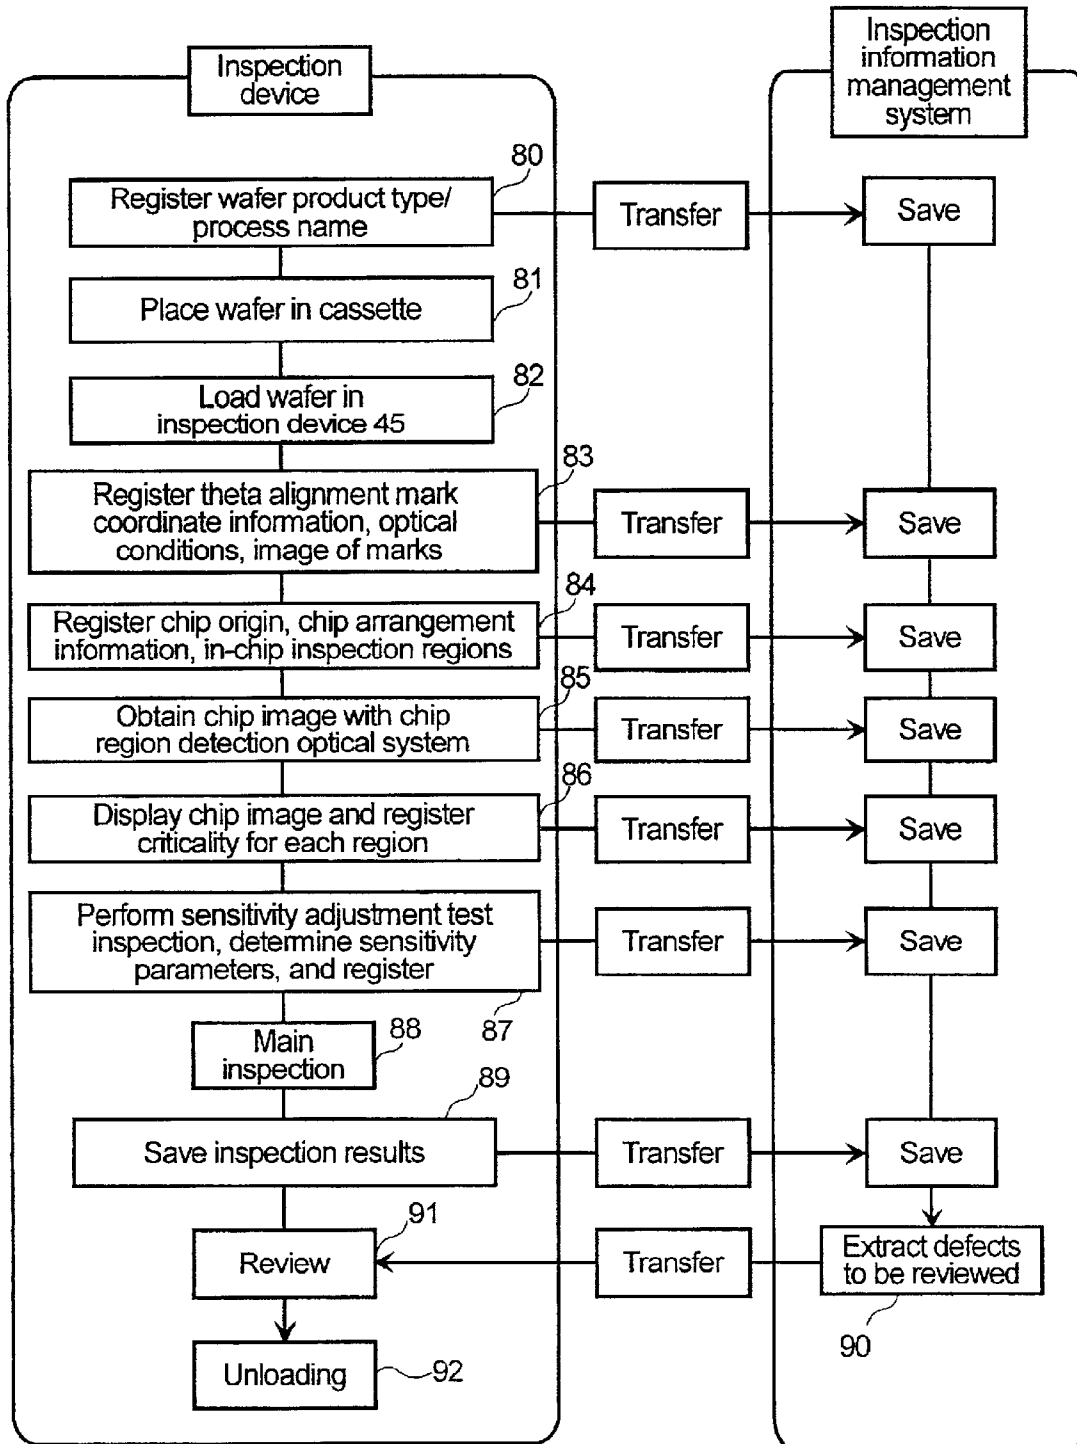 Inspection
device
Inspection
information
management
system
80
Register wafer product type/
process name
Transfer
Save
81
Place wafer in cassette
82
Load wafer in
inspection device 45
83
Register theta alignment mark
coordinate information, optical
conditions, image of marks
Transfer
Save
84
Register chip origin, chip arrangement
information, in-chip inspection regions
Transfer
Save
85
Obtain chip image with chip
region detection optical system
Transfer
Save
86
Display chip image and register
criticality for each region
Transfer
Save
Perform sensitivity adjustment test
inspection, determine sensitivity
parameters, and register
Transfer
Save
87
88
Main
inspection
89
Save inspection results
Transfer
Save
91
Review
Transfer
Extract defects
to be reviewed
90
Unloading
92